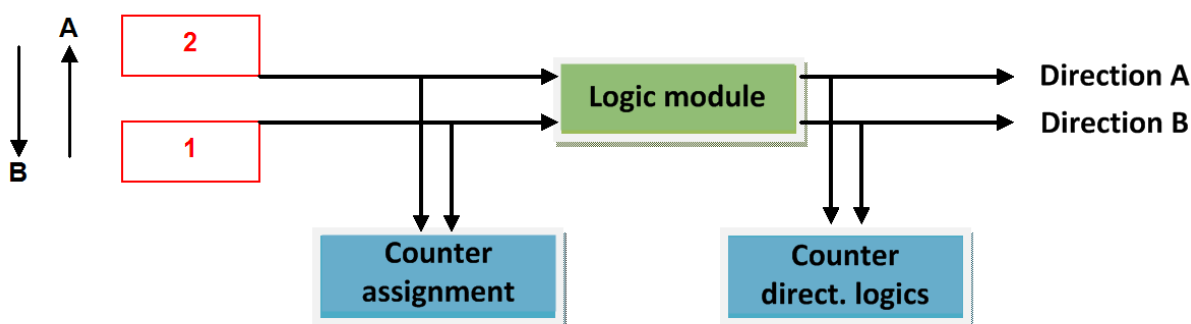 A
2
Logic module
Direction A
Direction B
1
B
Counter
assignment
Counter
direct. logics